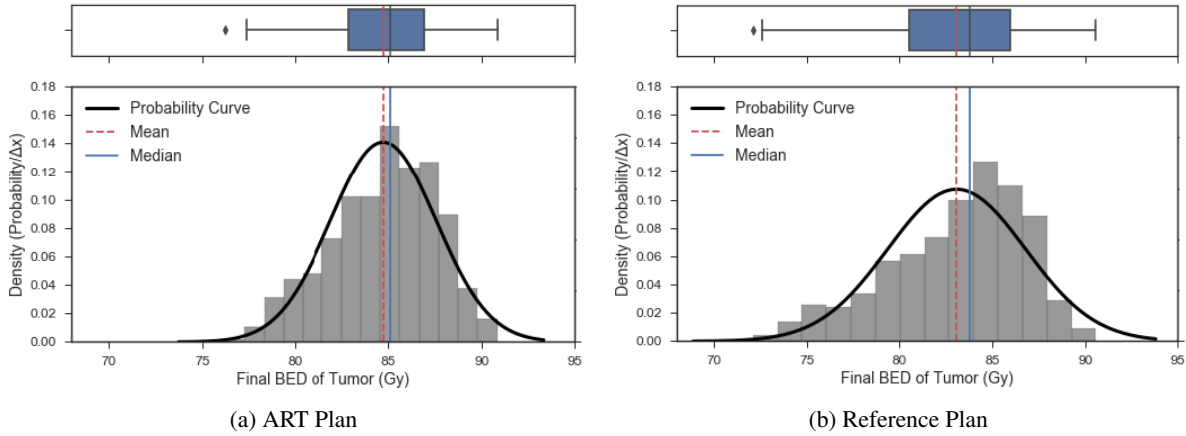 0.18
0.16
0.14
0.12
0.10
0.08
0.06
0.04
0.02
0.00
Density (Probability/Δx)
Probability Curve
Mean
Median
70 75 80 85 90 95
Final BED of Tumor (Gy)
(a) ART Plan
0.18
0.16
0.14
0.12
0.10
0.08
0.06
0.04
0.02
0.00
Density (Probability/Δx)
Probability Curve
Mean
Median
70 75 80 85 90 95
Final BED of Tumor (Gy)
(b) Reference Plan